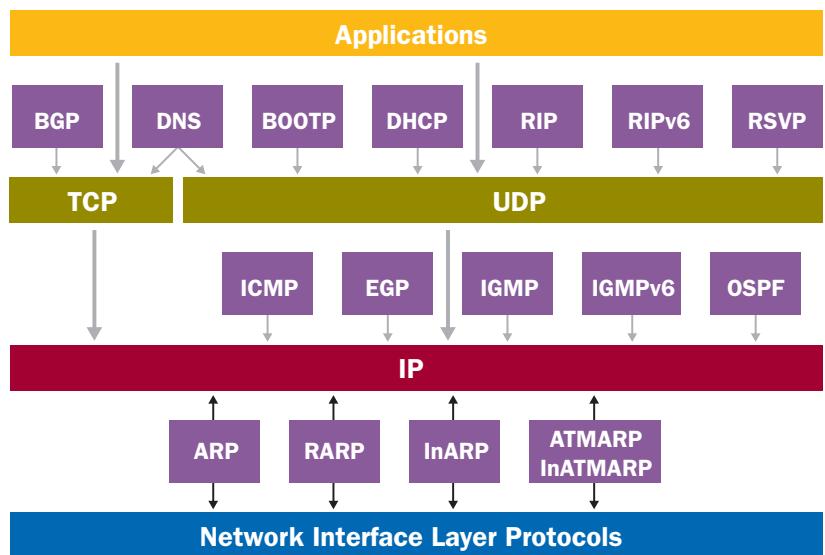 Applications
BGP
DNS
BOOTP
DHCP
RIP
RIPv6
RSVP
TCP
UDP
ICMP
EGP
IGMP
IGMPv6
OSPF
IP
ARP
RARP
InARP
ATMARP
InATMARP
Network Interface Layer Protocols